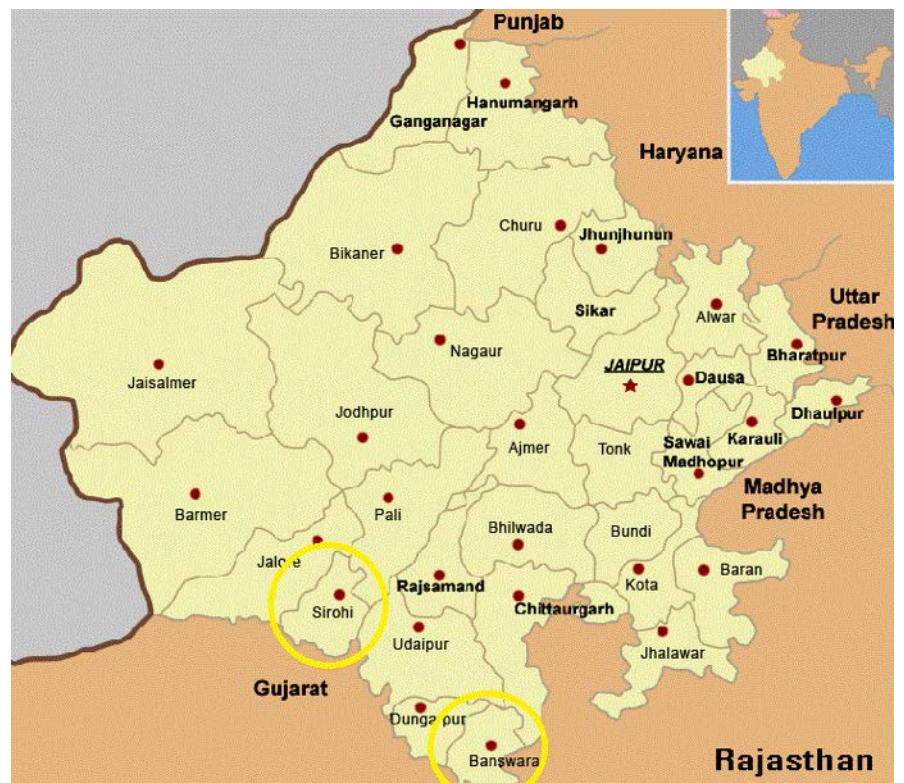 Punjab
Hanumangarh
Ganganagar
Haryana
Churu
Jhunjhunun
Bikaner
Sikar
Alwar
Uttar
Pradesh
Nagaur
Bharatpur
JAIPUR
Dausa
Jaisalmer
Jodhpur
Dhaulpur
Ajmer
Tonk
Sawai
Madhopur
Karauli
Madhya
Pradesh
Barmer
Pali
Bhilwada
Bundi
Jalore
Rajsamand
Kota
Baran
Sirohi
Chittaurgarh
Udaipur
Jhalawar
Gujarat
Dungarpur
Banswara
Rajasthan